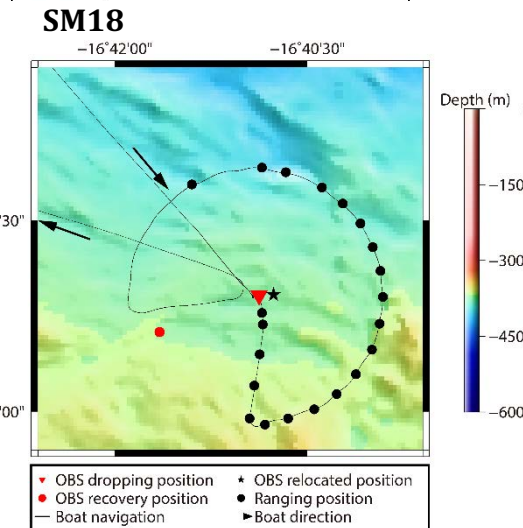 SM18
−16˚42'00" −16˚40'30"
Depth (m)
−150
'30"
−300
−450
'00"
−600
OBS dropping position
OBS relocated position
OBS recovery position
Ranging position
Boat navigation
Boat direction